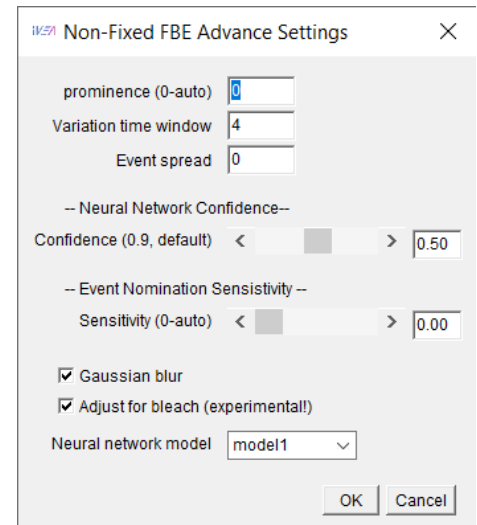 IVEA Non-Fixed FBE Advance Settings
prominence (0-auto) 0
Variation time window 4
Event spread 0
-- Neural Network Confidence--
Confidence (0.9, default) 0.50
-- Event Nomination Sensistivity --
Sensitivity (0-auto) 0.00
Gaussian blur
Adjust for bleach (experimental!)
Neural network model model1
OK Cancel